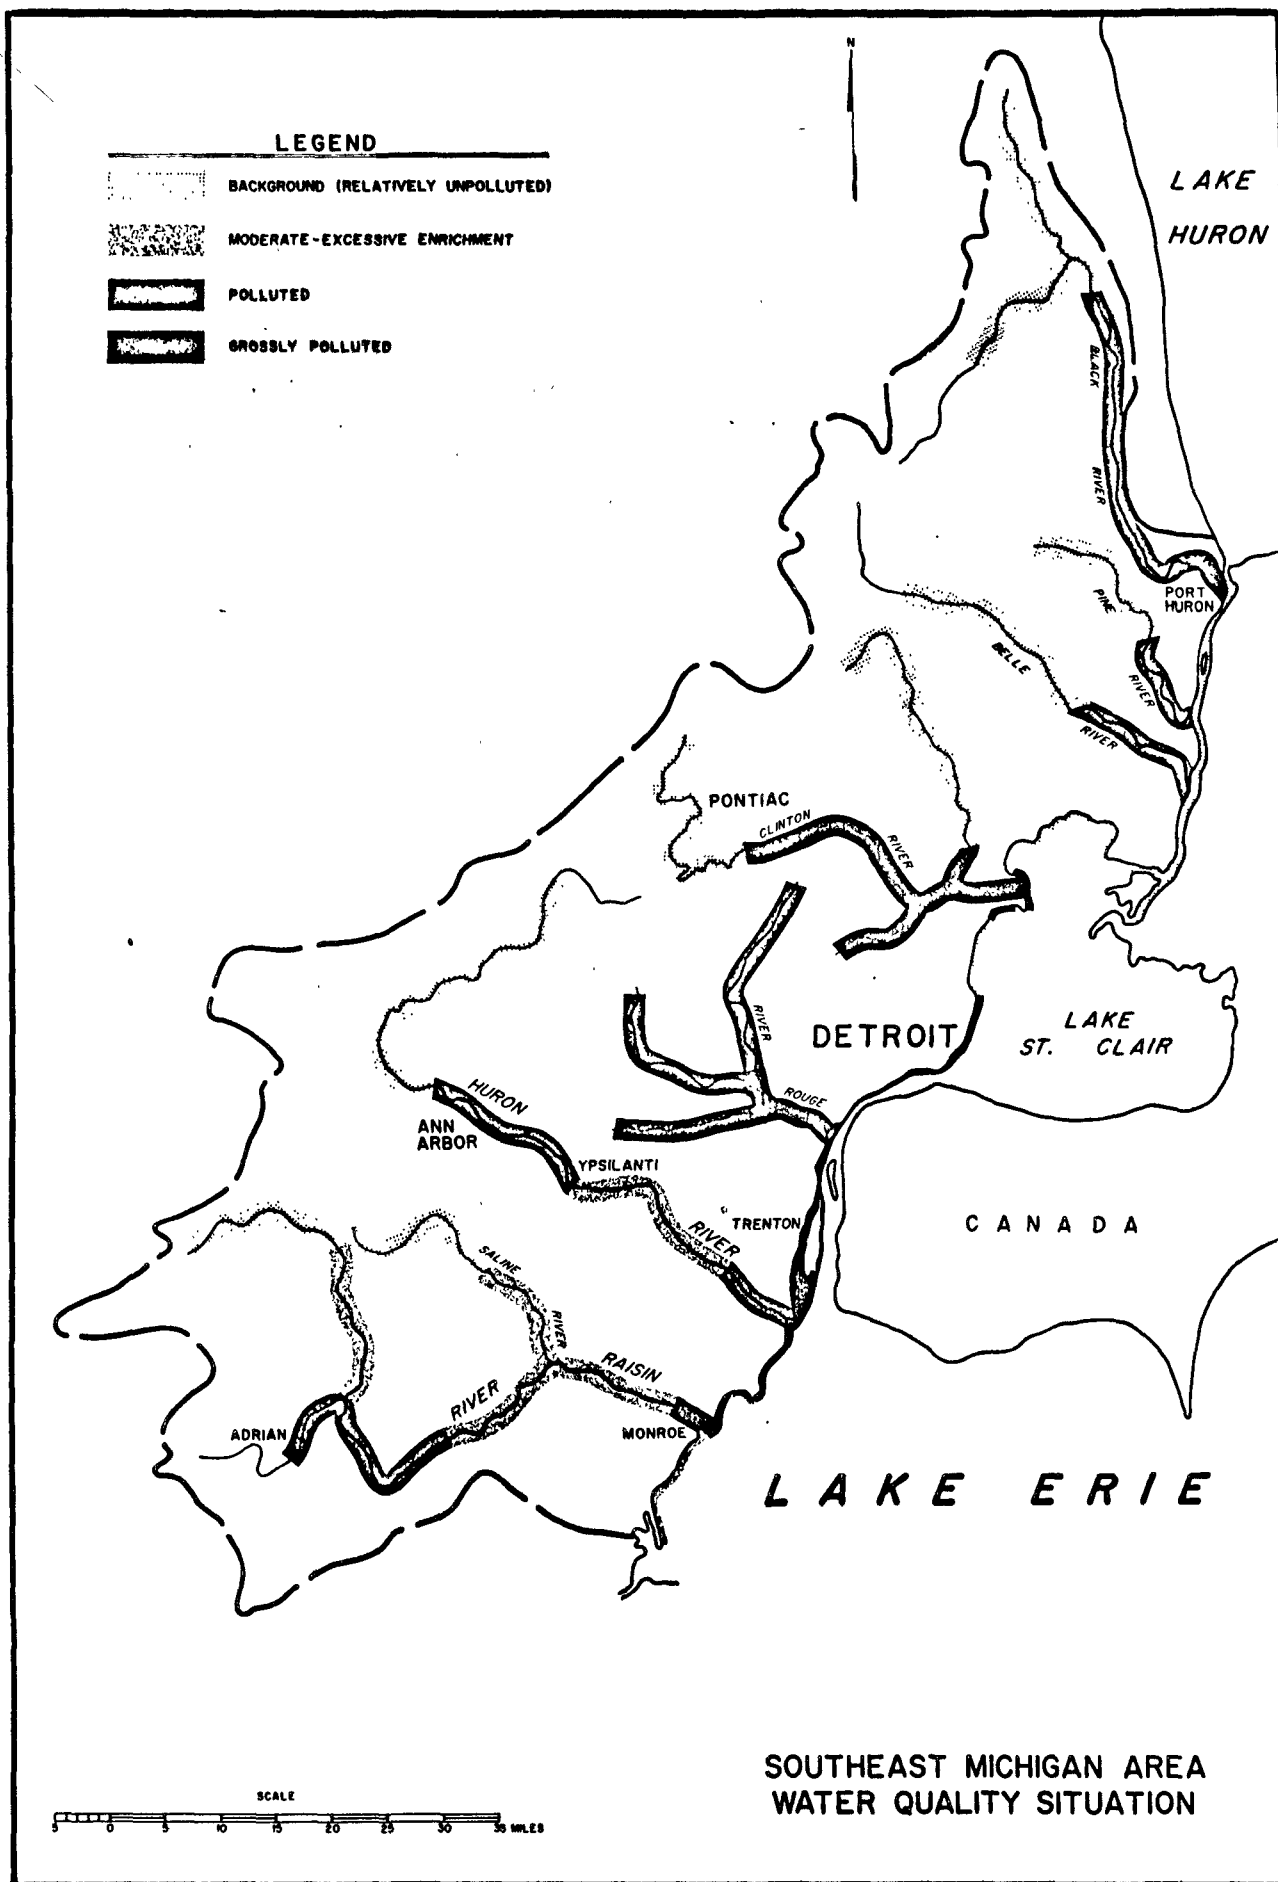 N
LEGEND
BACKGROUND (RELATIVELY UNPOLLUTED)
MODERATE-EXCESSIVE ENRICHMENT
POLLUTED
GROSSLY POLLUTED
LAKE
HURON
BLACK
RIVER
PORT
HURON
PINE
RIVER
BELLE
RIVER
PONTIAC
CLINTON
RIVER
RIVER
DETROIT
LAKE
ST. CLAIR
ROUGE
HURON
ANN
ARBOR
YPSILANTI
RIVER
TRENTON
CANADA
SALINE
RIVER
RAISIN
RIVER
ADRIAN
MONROE
LAKE ERIE
SOUTHEAST MICHIGAN AREA
WATER QUALITY SITUATION
SCALE
5 0 5 10 15 20 25 30 35 MILES